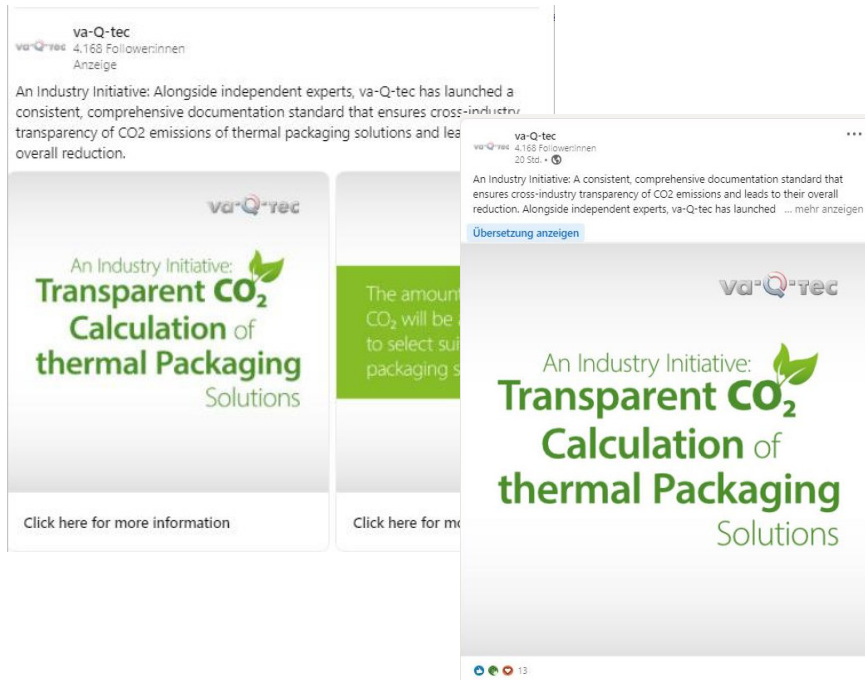 va-Q-tec
va-Q-tec 4.168 Follower:innen
Anzeige
An Industry Initiative: Alongside independent experts, va-Q-tec has launched a
consistent, comprehensive documentation standard that ensures cross-industry
transparency of CO2 emissions of thermal packaging solutions and
overall reduction.
va-Q-tec
An Industry Initiative:
Transparent CO₂
Calculation of
thermal Packaging
Solutions
Click here for more information
The amount
CO₂ will be
to select
packaging
Click here for
va-Q-tec
va-Q-tec 4.168 Follower:innen
20 Std. •
...
An Industry Initiative: A consistent, comprehensive documentation standard that
ensures cross-industry transparency of CO2 emissions and leads to their overall
reduction. Alongside independent experts, va-Q-tec has launched ... mehr anzeigen
Übersetzung anzeigen
va-Q-tec
An Industry Initiative:
Transparent CO₂
Calculation of
thermal Packaging
Solutions
13